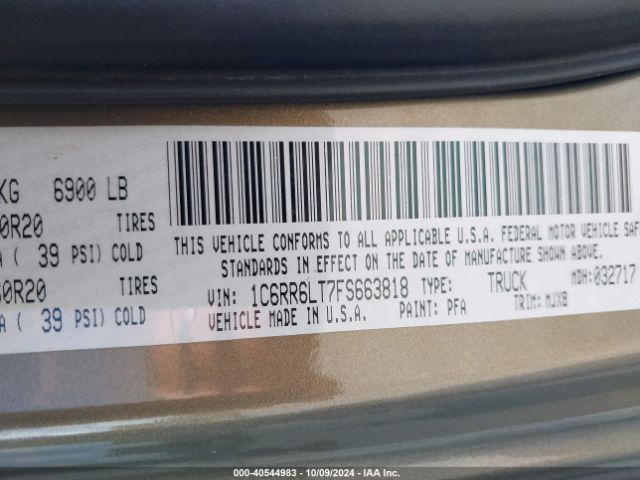 KG 6900 LB
0R20 TIRES
A ( 39 PSI) COLD
60R20 TIRES
A ( 39 PSI) COLD
THIS VEHICLE CONFORMS TO ALL APPLICABLE U.S.A. FEDERAL MOTOR VEHICLE SAF
STANDARDS IN EFFECT ON THE DATE OF MANUFACTURE SHOWN ABOVE.
VIN: 1C6RR6LT7FS663818 TYPE: TRUCK MDH:032717
VEHICLE MADE IN U.S.A. PAINT: PFA TRIM: MJX8
000-40544983 - 10/09/2024 - IAA Inc.